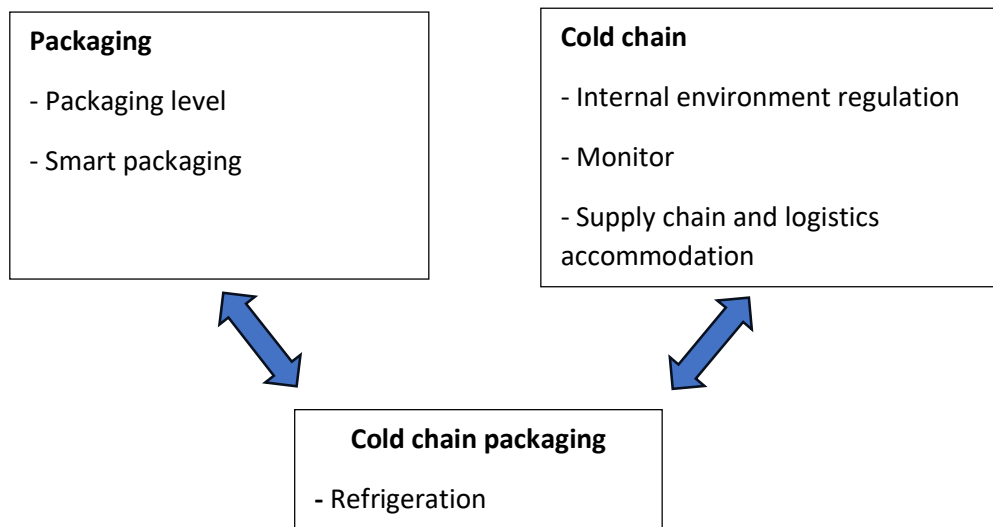 Packaging
- Packaging level
- Smart packaging
Cold chain
- Internal environment regulation
- Monitor
- Supply chain and logistics
accommodation
Cold chain packaging
- Refrigeration